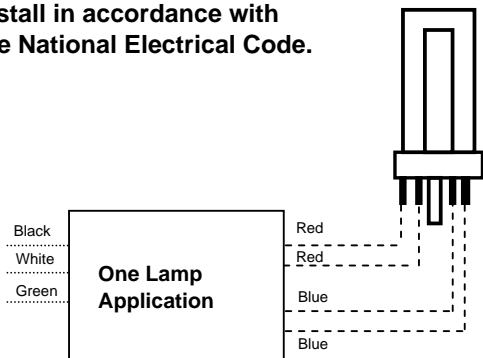 stall in accordance with
e National Electrical Code.
Black
White
Green
One Lamp
Application
Red
Red
Blue
Blue